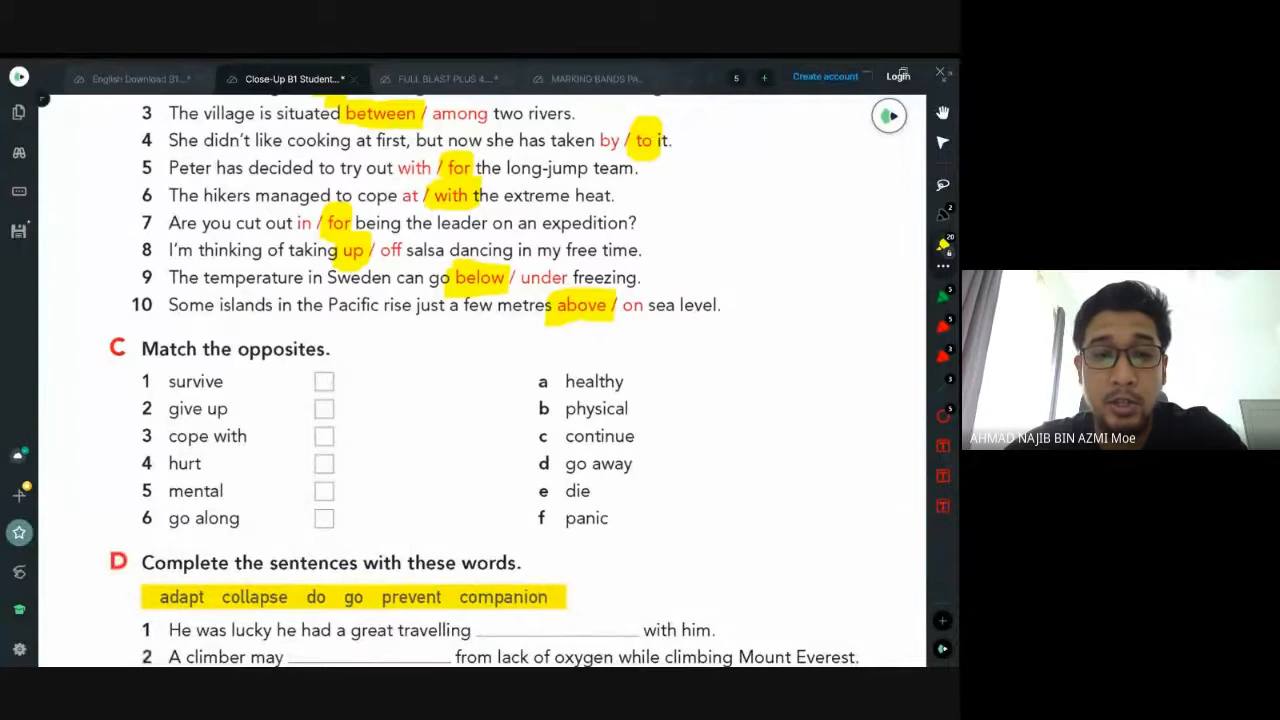 English Download B1...*
Close-Up B1 Student...*
FULL BLAST PLUS 4....*
MARKING BANDS PA...
5
Create account
Login
3 The village is situated between / among two rivers.
4 She didn't like cooking at first, but now she has taken by / to it.
5 Peter has decided to try out with / for the long-jump team.
6 The hikers managed to cope at / with the extreme heat.
7 Are you cut out in / for being the leader on an expedition?
8 I'm thinking of taking up / off salsa dancing in my free time.
9 The temperature in Sweden can go below / under freezing.
10 Some islands in the Pacific rise just a few metres above / on sea level.
C Match the opposites.
1 survive a healthy
2 give up b physical
3 cope with c continue
4 hurt d go away
5 mental e die
6 go along f panic
D Complete the sentences with these words.
adapt collapse do go prevent companion
1 He was lucky he had a great travelling ____ with him.
2 A climber may ____ from lack of oxygen while climbing Mount Everest.
2
20
5
5
3
3
5
T
T
T
AHMAD NAJIB BIN AZMI Moe